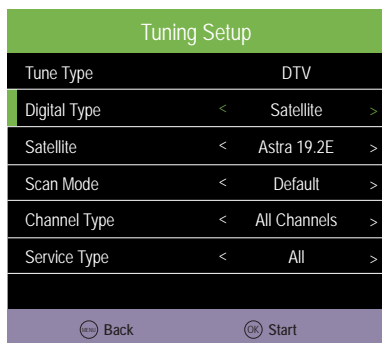 Tuning Setup
Tune Type DTV
Digital Type < Satellite >
Satellite < Astra 19.2E >
Scan Mode < Default >
Channel Type < All Channels >
Service Type < All >
MENU Back OK Start